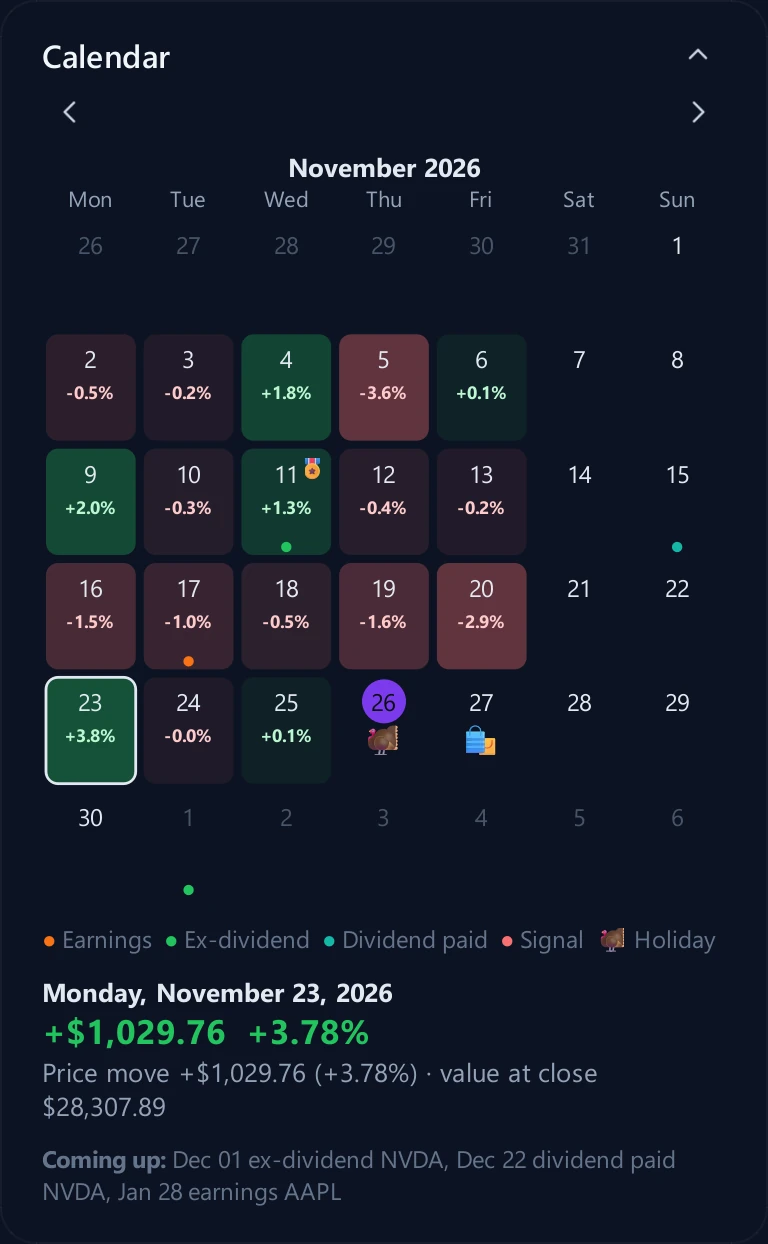 Calendar
November 2026
Mon Tue Wed Thu Fri Sat Sun
26 27 28 29 30 31 1
2 3 4 5 6 7 8
-0.5% -0.2% +1.8% -3.6% +0.1%
9 10 11 12 13 14 15
+2.0% -0.3% +1.3% -0.4% -0.2%
16 17 18 19 20 21 22
-1.5% -1.0% -0.5% -1.6% -2.9%
23 24 25 26 27 28 29
+3.8% -0.0% +0.1%
30 1 2 3 4 5 6
Earnings Ex-dividend Dividend paid Signal Holiday
Monday, November 23, 2026
+$1,029.76 +3.78%
Price move +$1,029.76 (+3.78%) · value at close
$28,307.89
Coming up: Dec 01 ex-dividend NVDA, Dec 22 dividend paid
NVDA, Jan 28 earnings AAPL